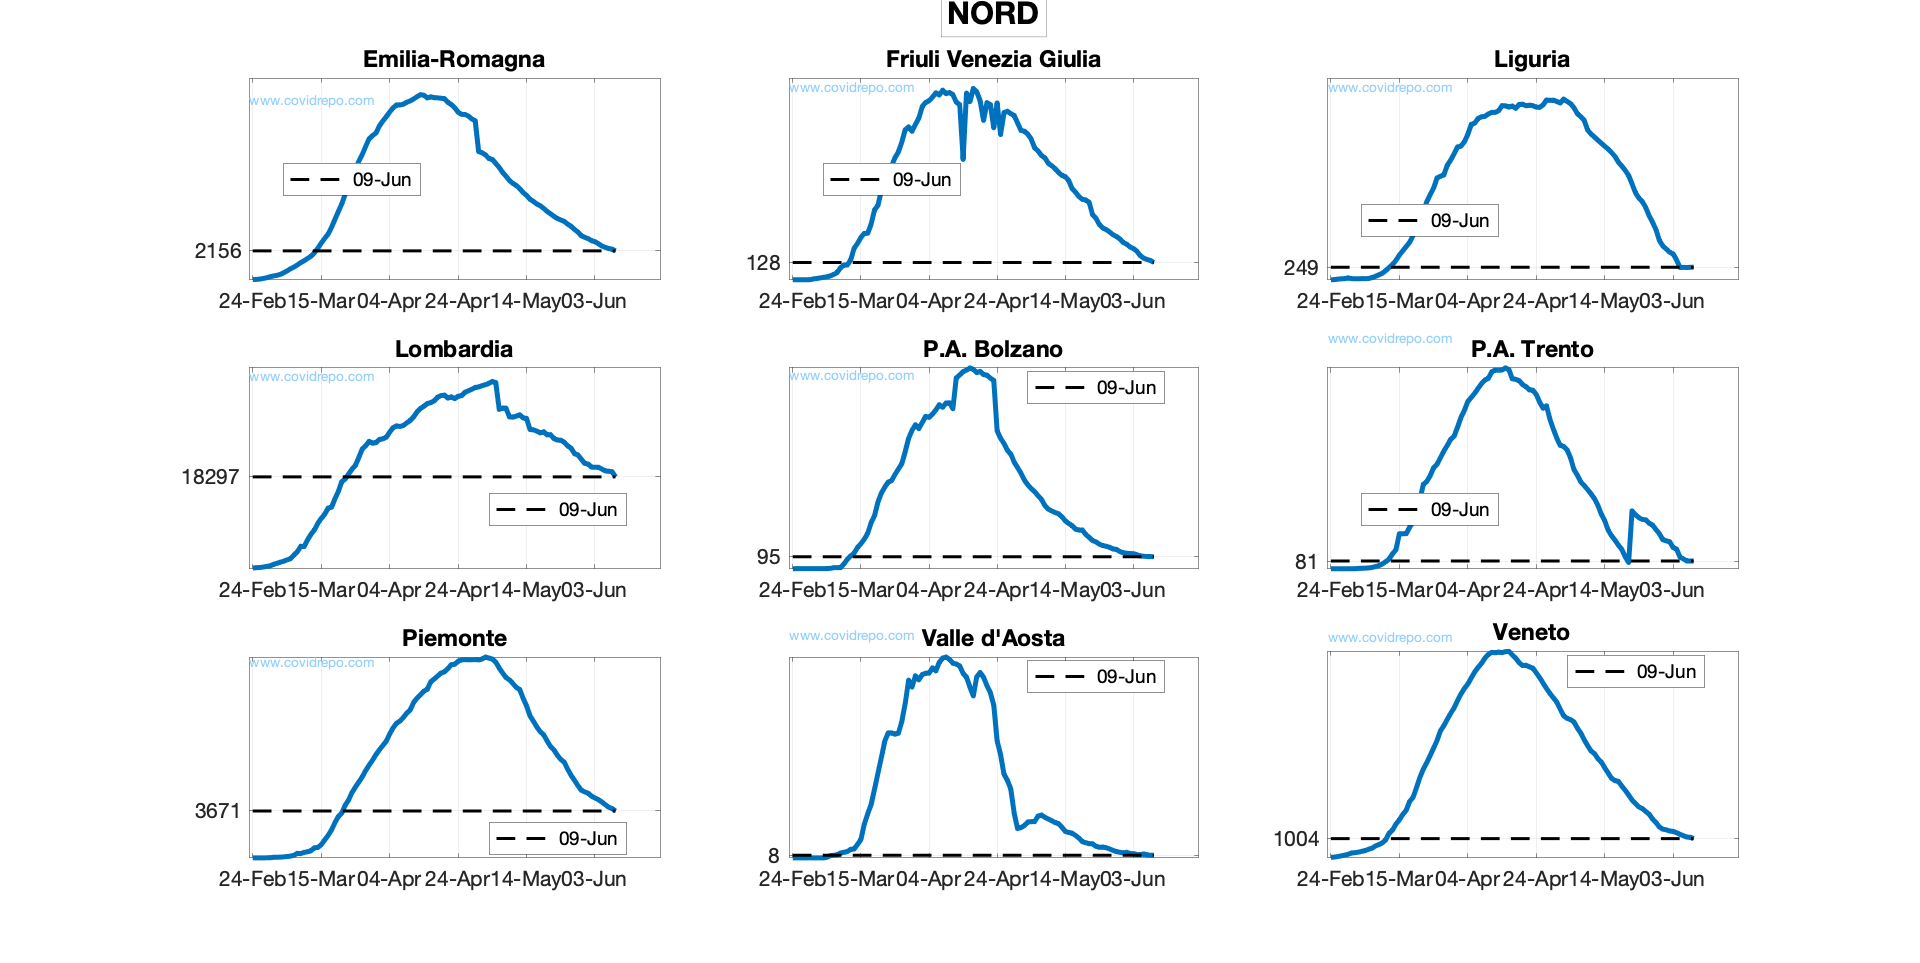 NORD
Emilia-Romagna
www.covidrepo.com
09-Jun
2156
24-Feb 15-Mar 04-Apr 24-Apr 14-May 03-Jun
Friuli Venezia Giulia
www.covidrepo.com
09-Jun
128
24-Feb 15-Mar 04-Apr 24-Apr 14-May 03-Jun
Liguria
www.covidrepo.com
09-Jun
249
24-Feb 15-Mar 04-Apr 24-Apr 14-May 03-Jun
Lombardia
www.covidrepo.com
18297
09-Jun
24-Feb 15-Mar 04-Apr 24-Apr 14-May 03-Jun
P.A. Bolzano
www.covidrepo.com
09-Jun
95
24-Feb 15-Mar 04-Apr 24-Apr 14-May 03-Jun
www.covidrepo.com
P.A. Trento
09-Jun
81
24-Feb 15-Mar 04-Apr 24-Apr 14-May 03-Jun
Piemonte
www.covidrepo.com
3671
09-Jun
24-Feb 15-Mar 04-Apr 24-Apr 14-May 03-Jun
www.covidrepo.com
Valle d'Aosta
09-Jun
8
24-Feb 15-Mar 04-Apr 24-Apr 14-May 03-Jun
www.covidrepo.com
Veneto
09-Jun
1004
24-Feb 15-Mar 04-Apr 24-Apr 14-May 03-Jun